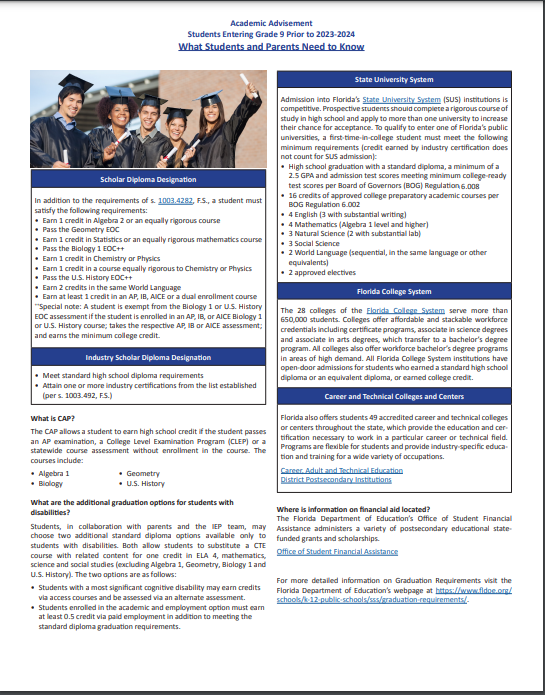 Academic Advisement
Students Entering Grade 9 Prior to 2023-2024
What Students and Parents Need to Know
Scholar Diploma Designation
In addition to the requirements of s. 1003.4282, F.S., a student must
satisfy the following requirements:
• Earn 1 credit in Algebra 2 or an equally rigorous course
• Pass the Geometry EOC
• Earn 1 credit in Statistics or an equally rigorous mathematics course
• Pass the Biology 1 EOC++
• Earn 1 credit in Chemistry or Physics
• Earn 1 credit in a course equally rigorous to Chemistry or Physics
• Pass the U.S. History EOC++
• Earn 2 credits in the same World Language
• Earn at least 1 credit in an AP, IB, AICE or a dual enrollment course
++Special note: A student is exempt from the Biology 1 or U.S. History
EOC assessment if the student is enrolled in an AP, IB, or AICE Biology 1
or U.S. History course; takes the respective AP, IB or AICE assessment;
and earns the minimum college credit.
Industry Scholar Diploma Designation
• Meet standard high school diploma requirements
• Attain one or more industry certifications from the list established
(per s. 1003.492, F.S.)
What is CAP?
The CAP allows a student to earn high school credit if the student passes
an AP examination, a College Level Examination Program (CLEP) or a
statewide course assessment without enrollment in the course. The
courses include:
• Algebra 1 • Geometry
• Biology • U.S. History
What are the additional graduation options for students with
disabilities?
Students, in collaboration with parents and the IEP team, may
choose two additional standard diploma options available only to
students with disabilities. Both allow students to substitute a CTE
course with related content for one credit in ELA 4, mathematics,
science and social studies (excluding Algebra 1, Geometry, Biology 1 and
U.S. History). The two options are as follows:
• Students with a most significant cognitive disability may earn credits
via access courses and be assessed via an alternate assessment.
• Students enrolled in the academic and employment option must earn
at least 0.5 credit via paid employment in addition to meeting the
standard diploma graduation requirements.
State University System
Admission into Florida's State University System (SUS) institutions is
competitive. Prospective students should complete a rigorous course of
study in high school and apply to more than one university to increase
their chance for acceptance. To qualify to enter one of Florida's public
universities, a first-time-in-college student must meet the following
minimum requirements (credit earned by industry certification does
not count for SUS admission):
• High school graduation with a standard diploma, a minimum of a
2.5 GPA and admission test scores meeting minimum college-ready
test scores per Board of Governors (BOG) Regulation 6.008
• 16 credits of approved college preparatory academic courses per
BOG Regulation 6.002
• 4 English (3 with substantial writing)
• 4 Mathematics (Algebra 1 level and higher)
• 3 Natural Science (2 with substantial lab)
• 3 Social Science
• 2 World Language (sequential, in the same language or other
equivalents)
• 2 approved electives
Florida College System
The 28 colleges of the Florida College System serve more than
650,000 students. Colleges offer affordable and stackable workforce
credentials including certificate programs, associate in science degrees
and associate in arts degrees, which transfer to a bachelor's degree
program. All colleges also offer workforce bachelor's degree programs
in areas of high demand. All Florida College System institutions have
open-door admissions for students who earned a standard high school
diploma or an equivalent diploma, or earned college credit.
Career and Technical Colleges and Centers
Florida also offers students 49 accredited career and technical colleges
or centers throughout the state, which provide the education and cer-
tification necessary to work in a particular career or technical field.
Programs are flexible for students and provide industry-specific educa-
tion and training for a wide variety of occupations.
Career, Adult and Technical Education
District Postsecondary Institutions
Where is information on financial aid located?
The Florida Department of Education's Office of Student Financial
Assistance administers a variety of postsecondary educational state-
funded grants and scholarships.
Office of Student Financial Assistance
For more detailed information on Graduation Requirements visit the
Florida Department of Education's webpage at https://www.fldoe.org/
schools/k-12-public-schools/sss/graduation-requirements/.